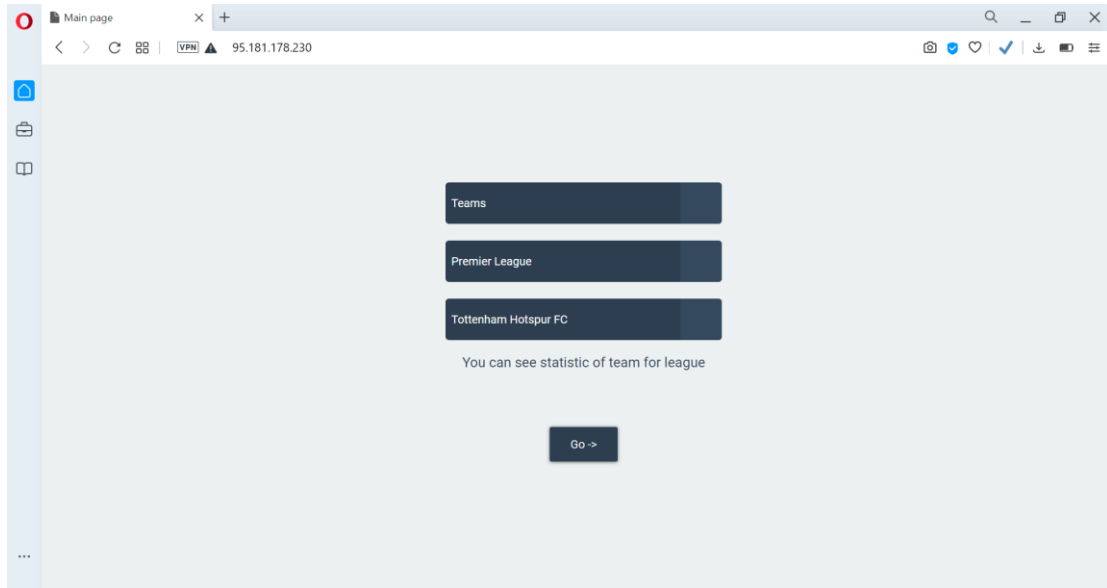 Main page
VPN
95.181.178.230
Teams
Premier League
Tottenham Hotspur FC
You can see statistic of team for league
Go ->